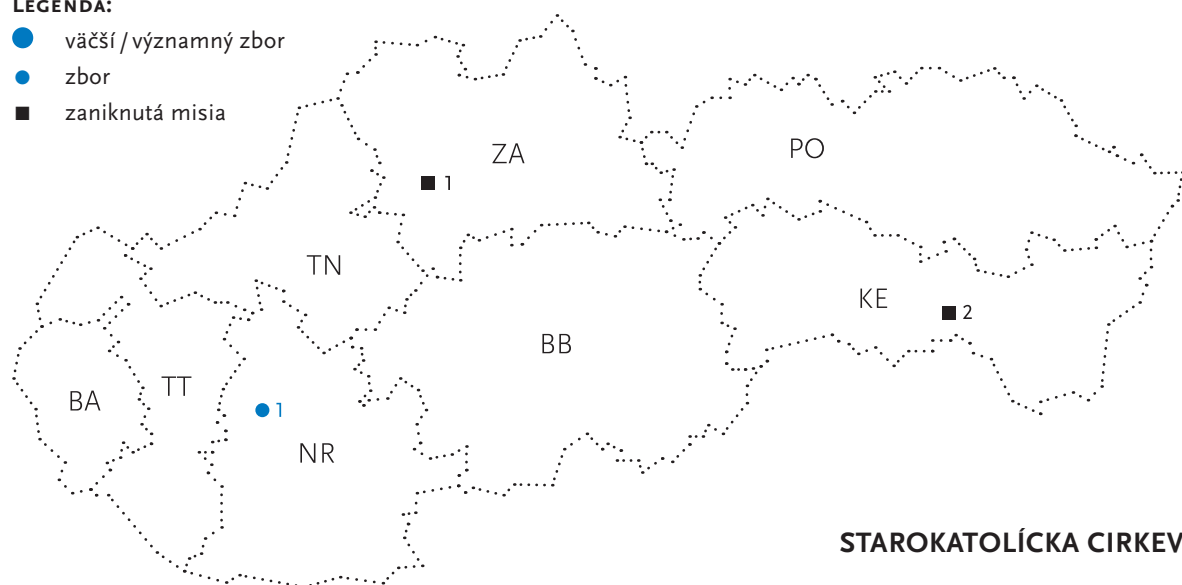 LEGENDA:
väčší / významný zbor
zbor
zaniknutá misia
ZA
PO
1
TN
KE
2
BB
TT
BA
1
NR
STAROKATOLÍCKA CIRKEV